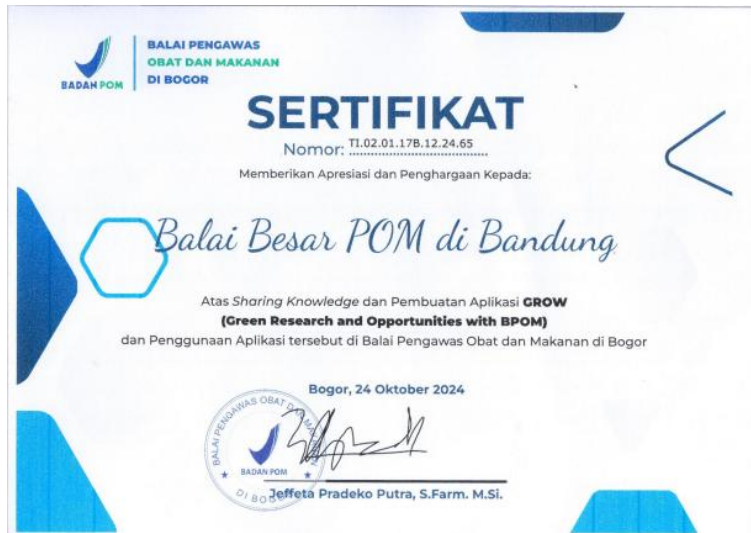 BALAI PENGAWAS
OBAT DAN MAKANAN
DI BOGOR
BADAN POM
SERTIFIKAT
Nomor: TI.02.01.17B.12.24.65
Memberikan Apresiasi dan Penghargaan Kepada:
Balai Besar POM di Bandung
Atas Sharing Knowledge dan Pembuatan Aplikasi GROW
(Green Research and Opportunities with BPOM)
dan Penggunaan Aplikasi tersebut di Balai Pengawas Obat dan Makanan di Bogor
Bogor, 24 Oktober 2024
BALAI PENGAWAS OBAT DAN MAKANAN
BADAN POM
DI BOGOR
Jeffeta Pradeko Putra, S.Farm. M.Si.